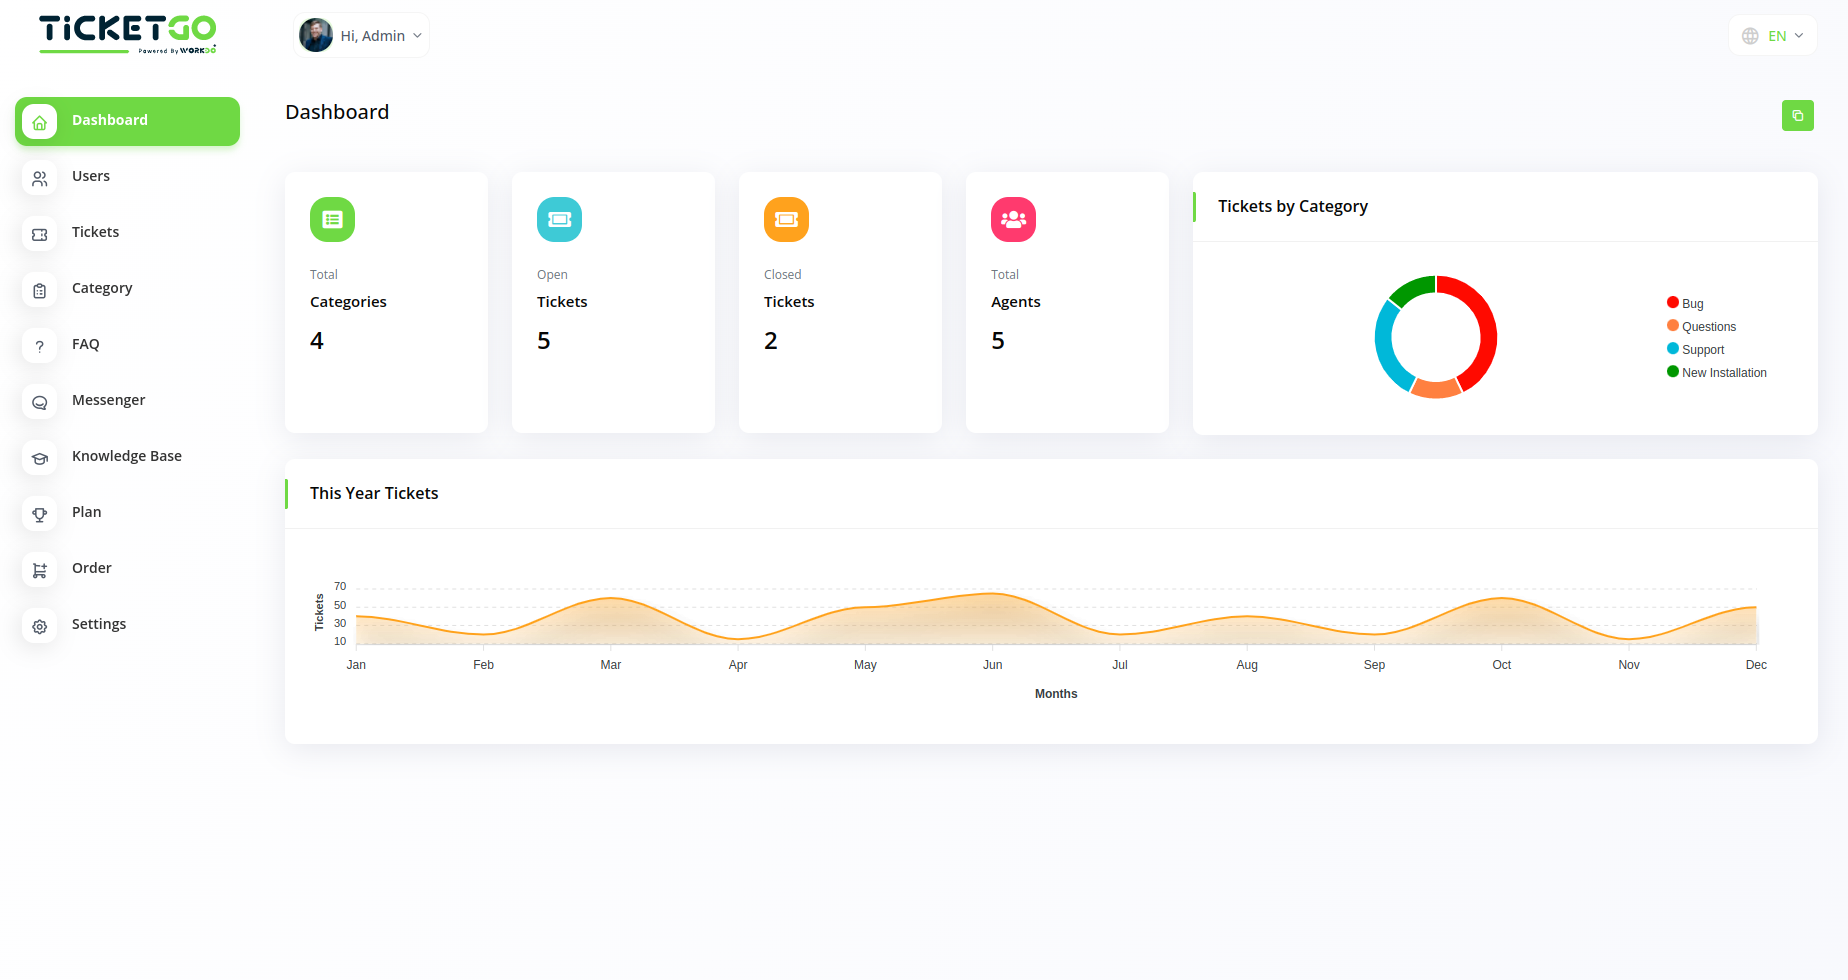 TiCKETGO
Powered By WORKDO
Hi, Admin
EN
Dashboard
Users
Tickets
Category
FAQ
Messenger
Knowledge Base
Plan
Order
Settings
Dashboard
Total
Categories
4
Open
Tickets
5
Closed
Tickets
2
Total
Agents
5
Tickets by Category
Bug
Questions
Support
New Installation
This Year Tickets
Tickets
70
50
30
10
Jan Feb Mar Apr May Jun Jul Aug Sep Oct Nov Dec
Months